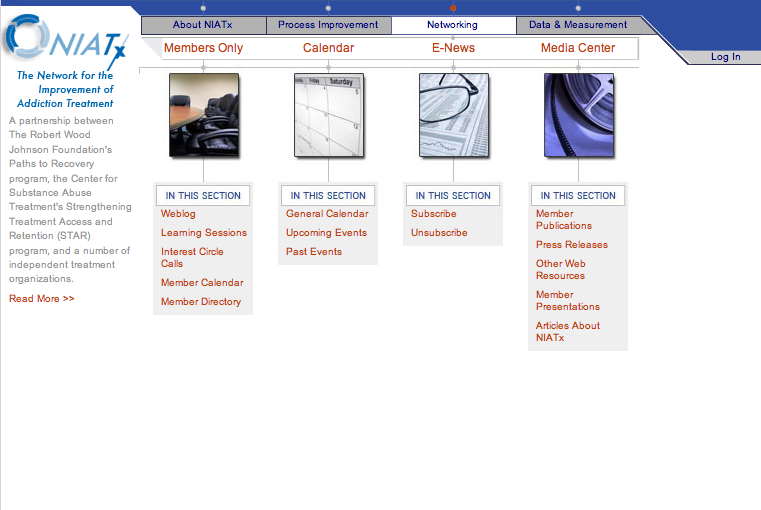 NIATx
The Network for the
Improvement of
Addiction Treatment
A partnership between
The Robert Wood
Johnson Foundation's
Paths to Recovery
program, the Center for
Substance Abuse
Treatment's Strengthening
Treatment Access and
Retention (STAR)
program, and a number of
independent treatment
organizations.
Read More >>
About NIATx
Process Improvement
Networking
Data & Measurement
Log In
Members Only
Calendar
E-News
Media Center
Friday
Saturday
IN THIS SECTION
Weblog
Learning Sessions
Interest Circle
Calls
Member Calendar
Member Directory
IN THIS SECTION
General Calendar
Upcoming Events
Past Events
IN THIS SECTION
Subscribe
Unsubscribe
IN THIS SECTION
Member
Publications
Press Releases
Other Web
Resources
Member
Presentations
Articles About
NIATx